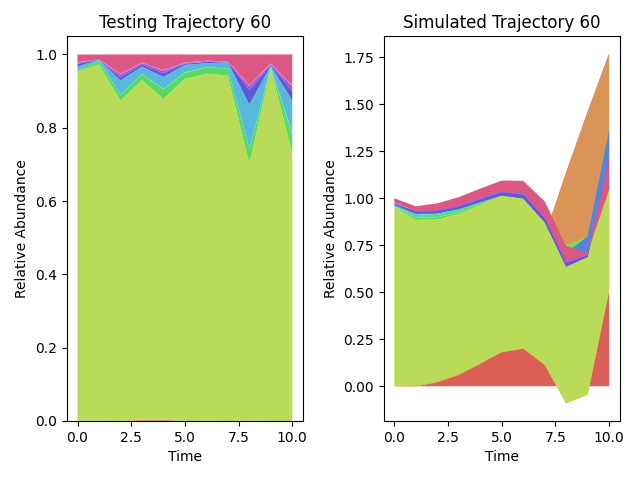 Testing Trajectory 60
Relative Abundance
1.0
0.8
0.6
0.4
0.2
0.0
0.0 2.5 5.0 7.5 10.0
Time
Simulated Trajectory 60
Relative Abundance
1.75
1.50
1.25
1.00
0.75
0.50
0.25
0.00
0.0 2.5 5.0 7.5 10.0
Time